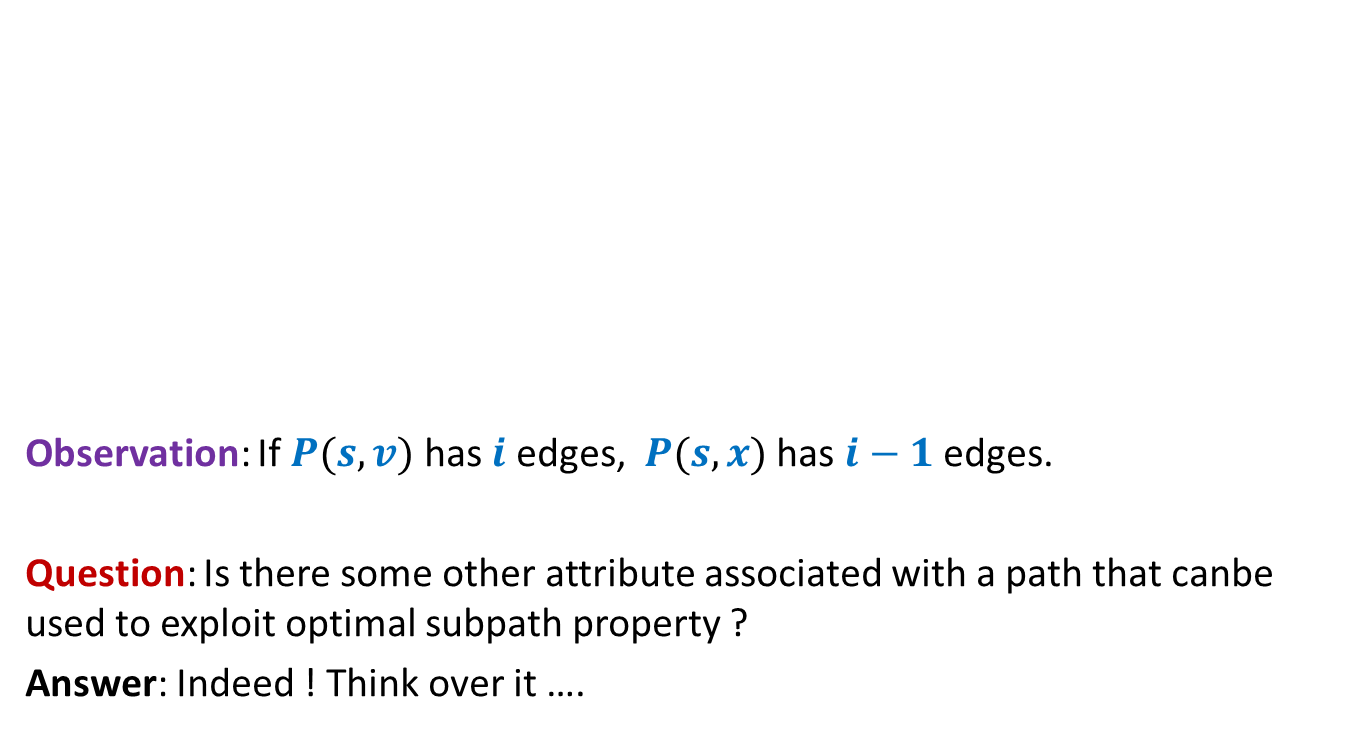 Observation: If P(s, v) has i edges, P(s, x) has i − 1 edges.
Question: Is there some other attribute associated with a path that canbe
used to exploit optimal subpath property ?
Answer: Indeed ! Think over it ....